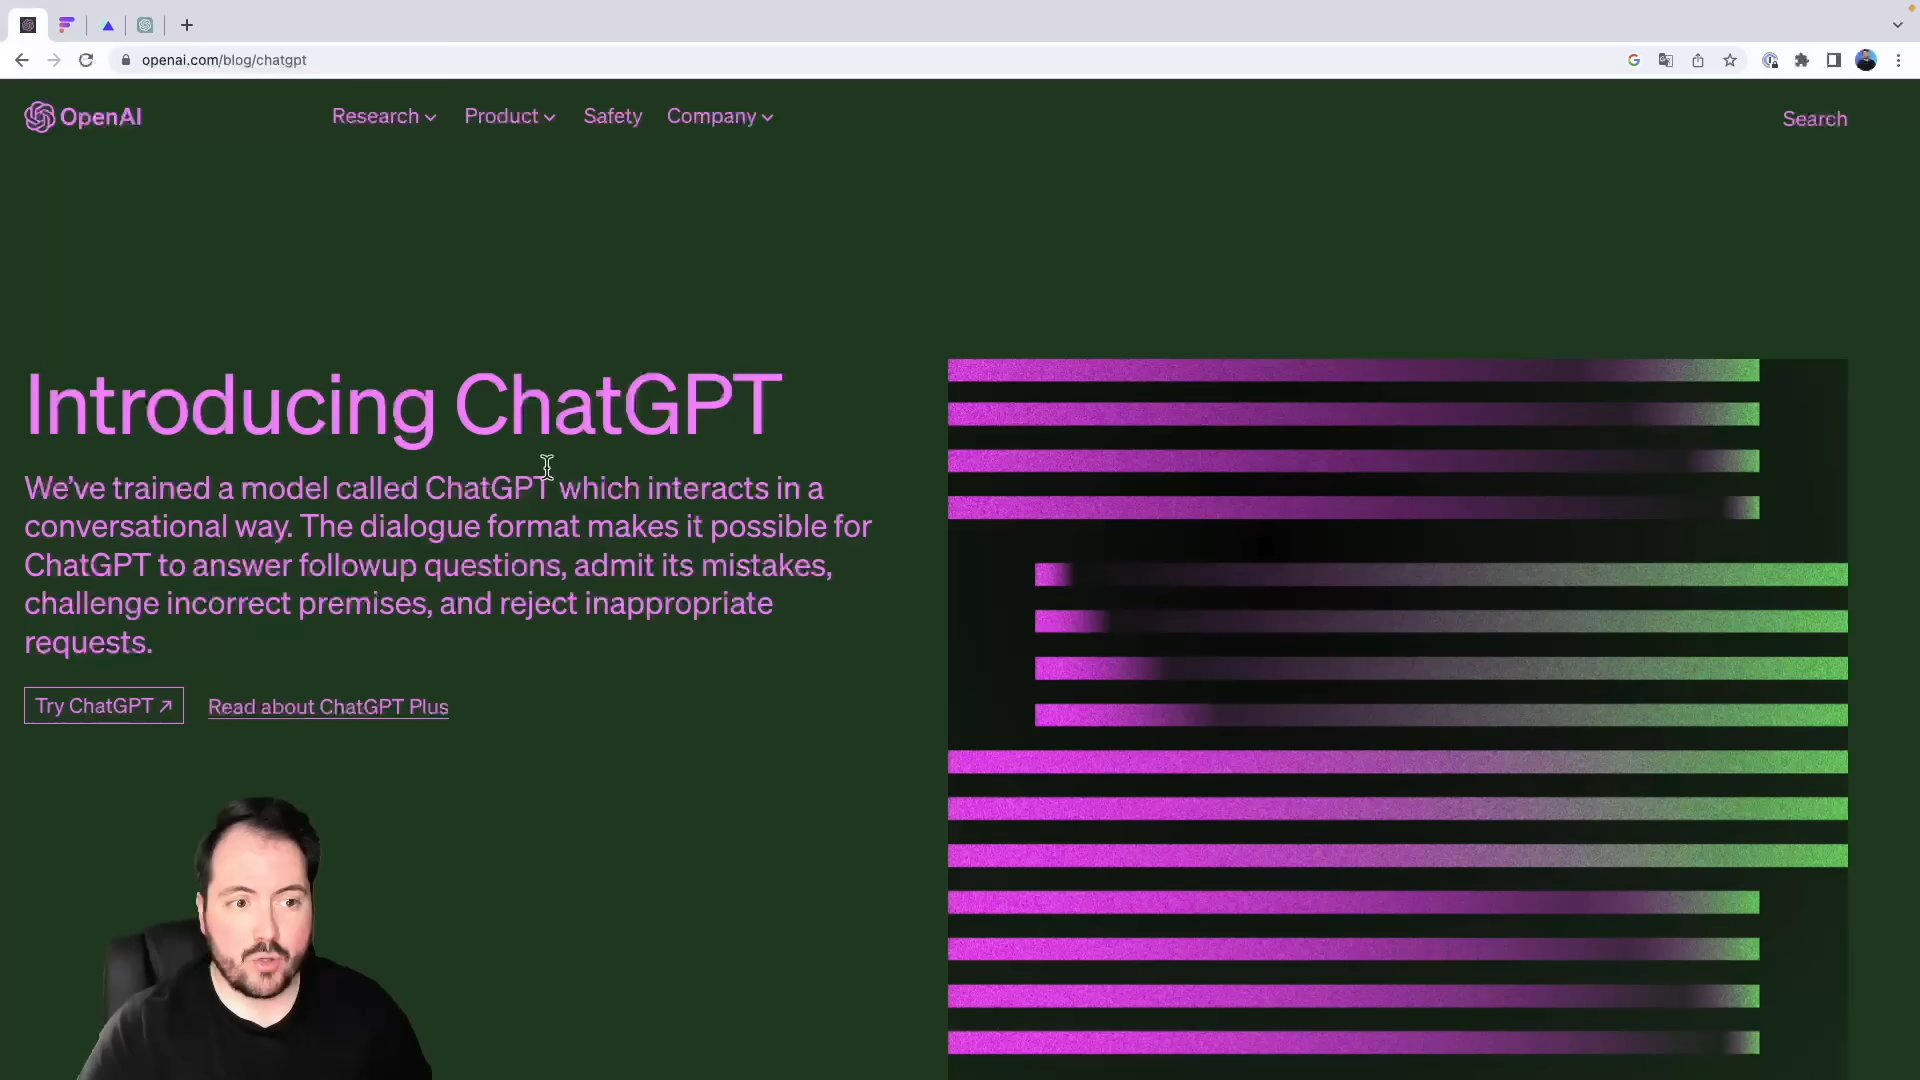 openai.com/blog/chatgpt
OpenAI
Research
Product
Safety
Company
Search
Introducing ChatGPT
We've trained a model called ChatGPT which interacts in a
conversational way. The dialogue format makes it possible for
ChatGPT to answer followup questions, admit its mistakes,
challenge incorrect premises, and reject inappropriate
requests.
Try ChatGPT ↗
Read about ChatGPT Plus